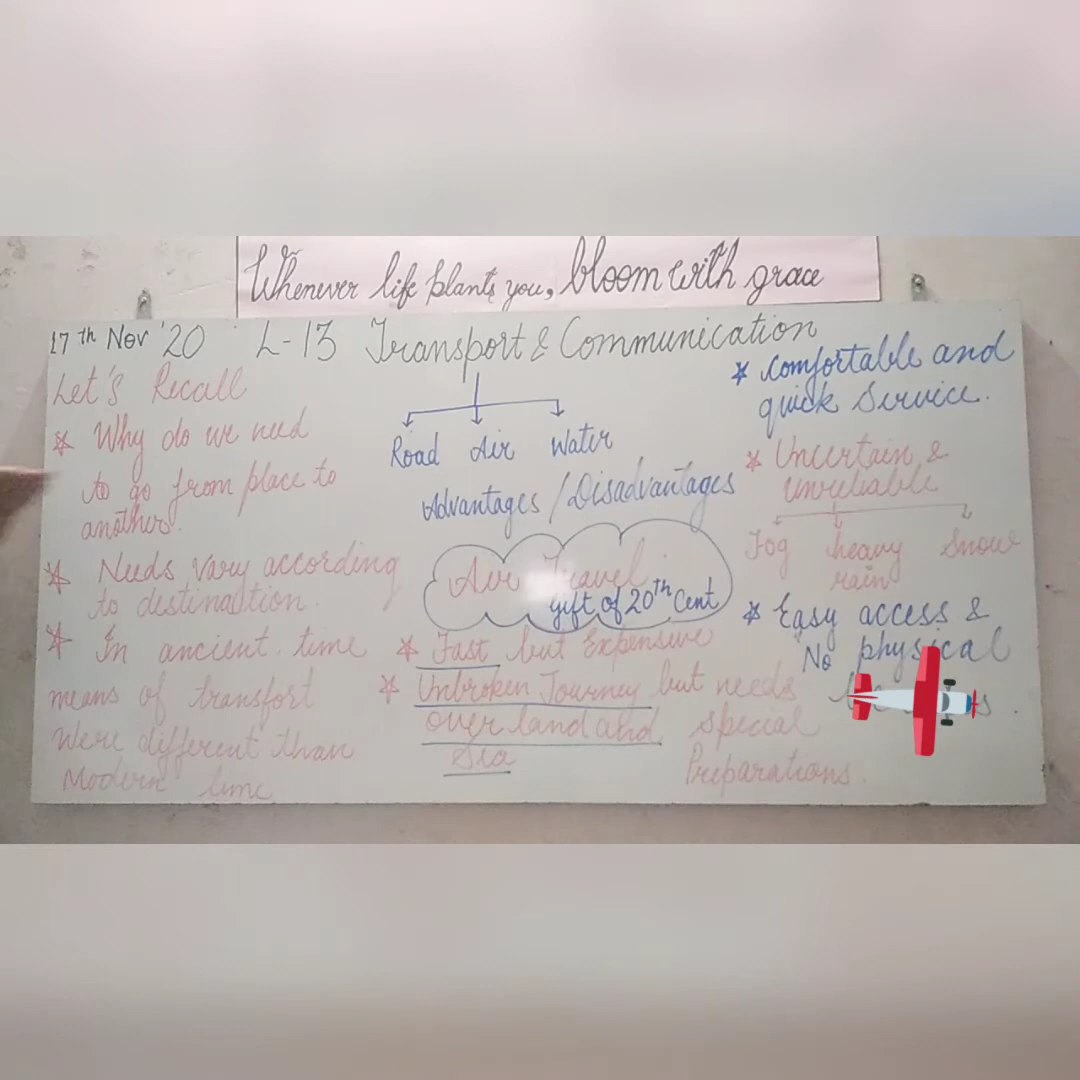 Whenever life plants you, bloom with grace
17th Nov '20 L-13 Transport & Communication
Let's Recall
* Why do we need
to go from place to
another.
* Needs vary according
to destination.
* In ancient time
means of transport
Were different than
Modern time
Road Air Water
Advantages / Disadvantages
Air Travel
gift of 20th Cent
* Fast but Expensive
* Unbroken Journey but needs
over land and special
Sea
Preparations.
* Comfortable and
quick Service.
* Uncertain &
unreliable
Fog heavy Snow
rain
* Easy access &
No physical